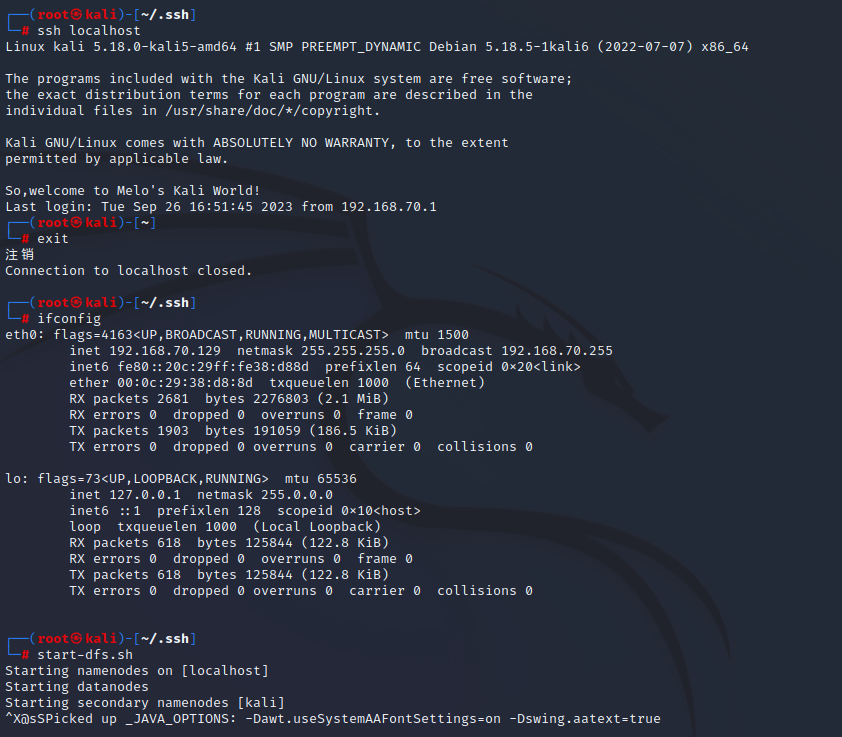 ┌──(root㉿kali)-[~/.ssh]
└─# ssh localhost
Linux kali 5.18.0-kali5-amd64 #1 SMP PREEMPT_DYNAMIC Debian 5.18.5-1kali6 (2022-07-07) x86_64
The programs included with the Kali GNU/Linux system are free software;
the exact distribution terms for each program are described in the
individual files in /usr/share/doc/*/copyright.
Kali GNU/Linux comes with ABSOLUTELY NO WARRANTY, to the extent
permitted by applicable law.
So,welcome to Melo's Kali World!
Last login: Tue Sep 26 16:51:45 2023 from 192.168.70.1
┌──(root㉿kali)-[~]
└─# exit
注销
Connection to localhost closed.
┌──(root㉿kali)-[~/.ssh]
└─# ifconfig
eth0: flags=4163<UP,BROADCAST,RUNNING,MULTICAST>  mtu 1500
        inet 192.168.70.129  netmask 255.255.255.0  broadcast 192.168.70.255
        inet6 fe80::20c:29ff:fe38:d88d  prefixlen 64  scopeid 0×20<link>
        ether 00:0c:29:38:d8:8d  txqueuelen 1000  (Ethernet)
        RX packets 2681  bytes 2276803 (2.1 MiB)
        RX errors 0  dropped 0  overruns 0  frame 0
        TX packets 1903  bytes 191059 (186.5 KiB)
        TX errors 0  dropped 0 overruns 0  carrier 0  collisions 0
lo: flags=73<UP,LOOPBACK,RUNNING>  mtu 65536
        inet 127.0.0.1  netmask 255.0.0.0
        inet6 ::1  prefixlen 128  scopeid 0×10<host>
        loop  txqueuelen 1000  (Local Loopback)
        RX packets 618  bytes 125844 (122.8 KiB)
        RX errors 0  dropped 0  overruns 0  frame 0
        TX packets 618  bytes 125844 (122.8 KiB)
        TX errors 0  dropped 0 overruns 0  carrier 0  collisions 0
┌──(root㉿kali)-[~/.ssh]
└─# start-dfs.sh
Starting namenodes on [localhost]
Starting datanodes
Starting secondary namenodes [kali]
^X@sSPicked up _JAVA_OPTIONS: -Dawt.useSystemAAFontSettings=on -Dswing.aatext=true